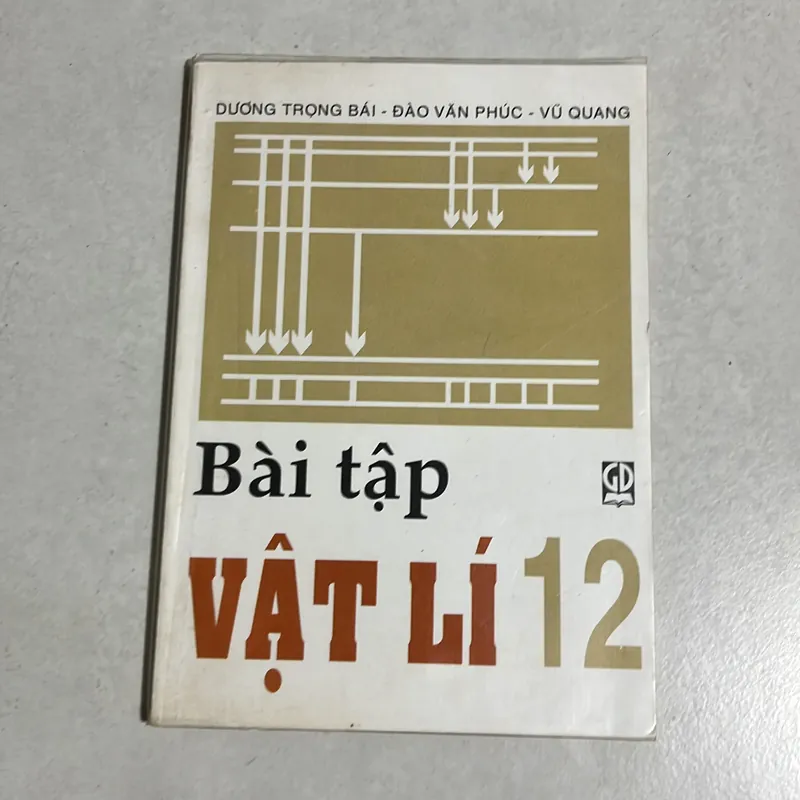 DƯƠNG TRỌNG BÁI - ĐÀO VĂN PHÚC - VŨ QUANG
Bài tập
GD
VẬT LÍ 12